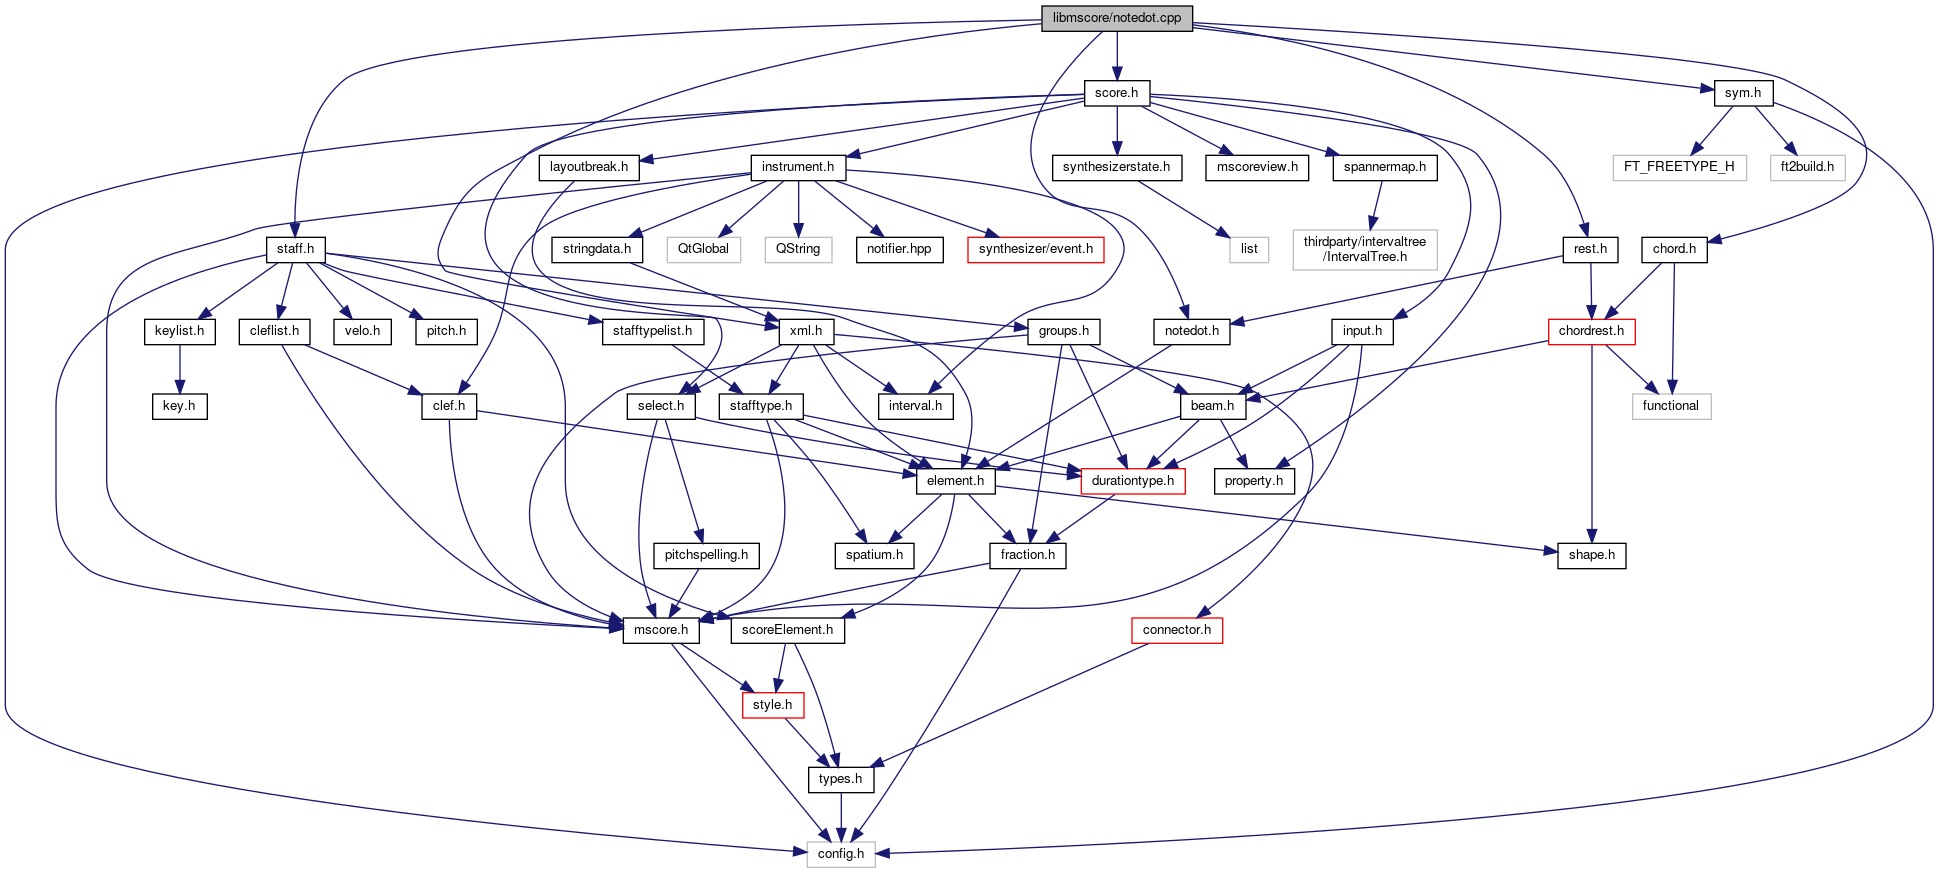 libmscore/notedot.cpp
score.h
sym.h
layoutbreak.h
instrument.h
synthesizerstate.h
mscoreview.h
spannermap.h
FT_FREETYPE_H
ft2build.h
staff.h
stringdata.h
QtGlobal
QString
notifier.hpp
synthesizer/event.h
list
thirdparty/intervaltree
/IntervalTree.h
rest.h
chord.h
keylist.h
cleflist.h
velo.h
pitch.h
stafftypelist.h
xml.h
groups.h
notedot.h
input.h
chordrest.h
key.h
clef.h
select.h
stafftype.h
interval.h
beam.h
functional
element.h
durationtype.h
property.h
pitchspelling.h
spatium.h
fraction.h
shape.h
mscore.h
scoreElement.h
connector.h
style.h
types.h
config.h